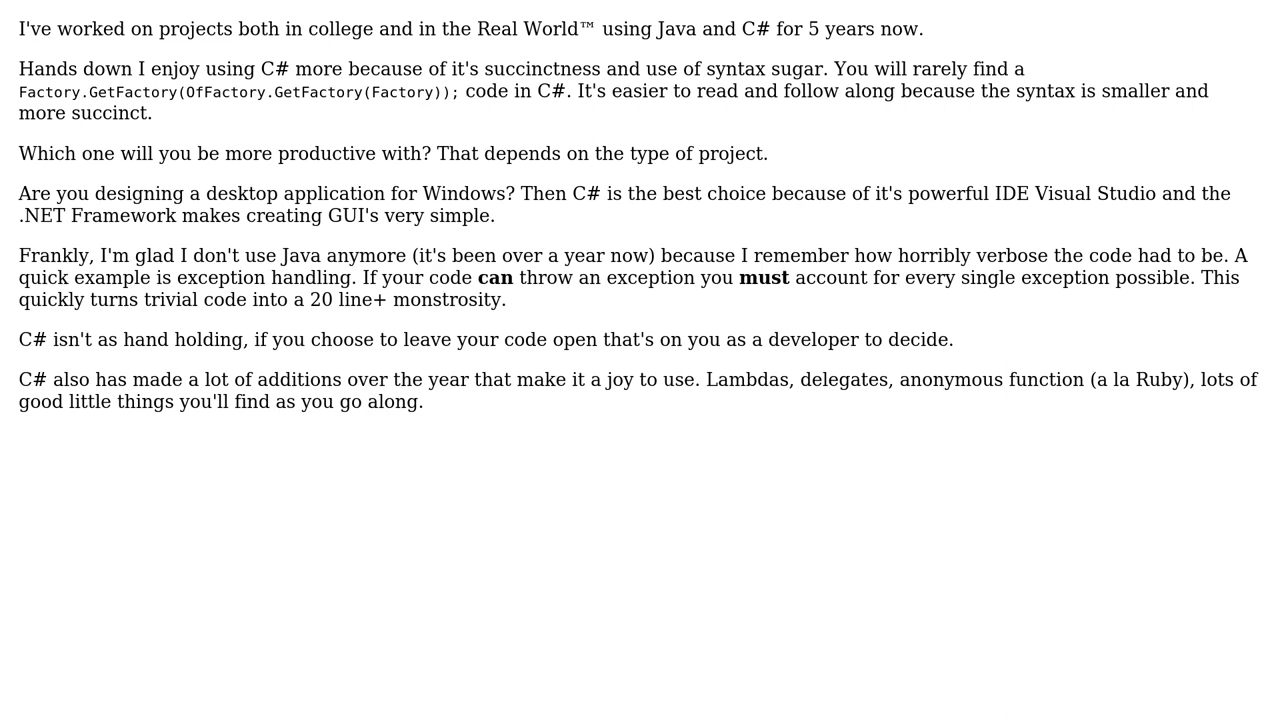 I've worked on projects both in college and in the Real World™ using Java and C# for 5 years now.
Hands down I enjoy using C# more because of it's succinctness and use of syntax sugar. You will rarely find a
Factory.GetFactory(OfFactory.GetFactory(Factory)); code in C#. It's easier to read and follow along because the syntax is smaller and
more succinct.
Which one will you be more productive with? That depends on the type of project.
Are you designing a desktop application for Windows? Then C# is the best choice because of it's powerful IDE Visual Studio and the
.NET Framework makes creating GUI's very simple.
Frankly, I'm glad I don't use Java anymore (it's been over a year now) because I remember how horribly verbose the code had to be. A
quick example is exception handling. If your code can throw an exception you must account for every single exception possible. This
quickly turns trivial code into a 20 line+ monstrosity.
C# isn't as hand holding, if you choose to leave your code open that's on you as a developer to decide.
C# also has made a lot of additions over the year that make it a joy to use. Lambdas, delegates, anonymous function (a la Ruby), lots of
good little things you'll find as you go along.